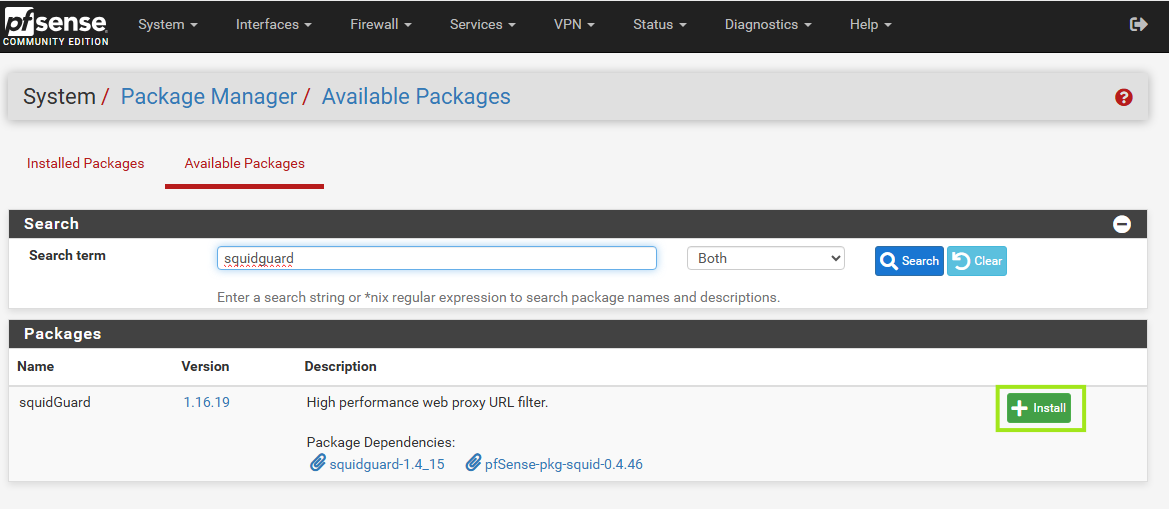 pfsense System Interfaces Firewall Services VPN Status Diagnostics Help
COMMUNITY EDITION
System / Package Manager / Available Packages
Installed Packages Available Packages
Search
Search term squidguard Both Search Clear
Enter a search string or *nix regular expression to search package names and descriptions.
Packages
Name Version Description
squidGuard 1.16.19 High performance web proxy URL filter. Install
Package Dependencies:
squidguard-1.4_15 pfSense-pkg-squid-0.4.46